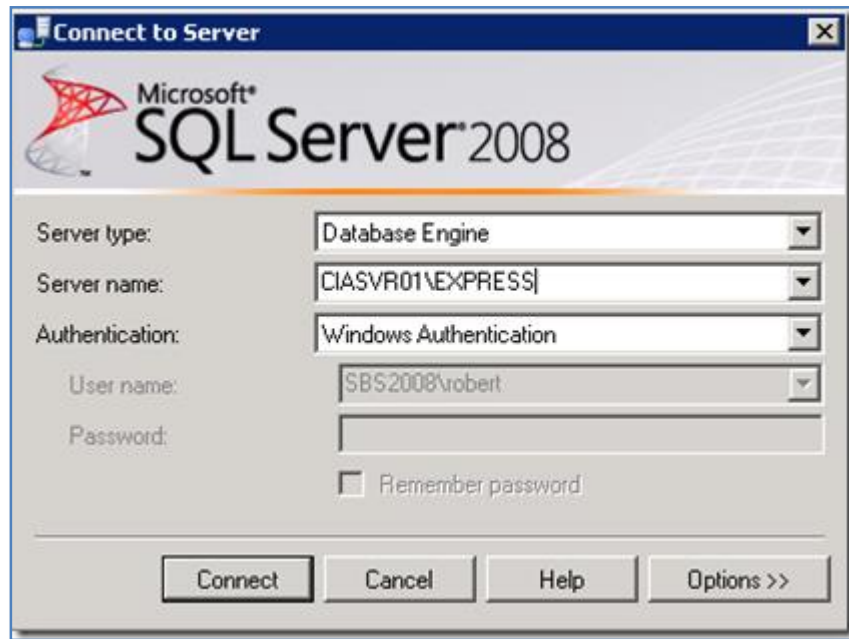 Connect to Server
Microsoft®
SQL Server® 2008
Server type: Database Engine
Server name: CIASVR01\EXPRESS
Authentication: Windows Authentication
User name: SBS2008\robert
Password:
Remember password
Connect Cancel Help Options >>